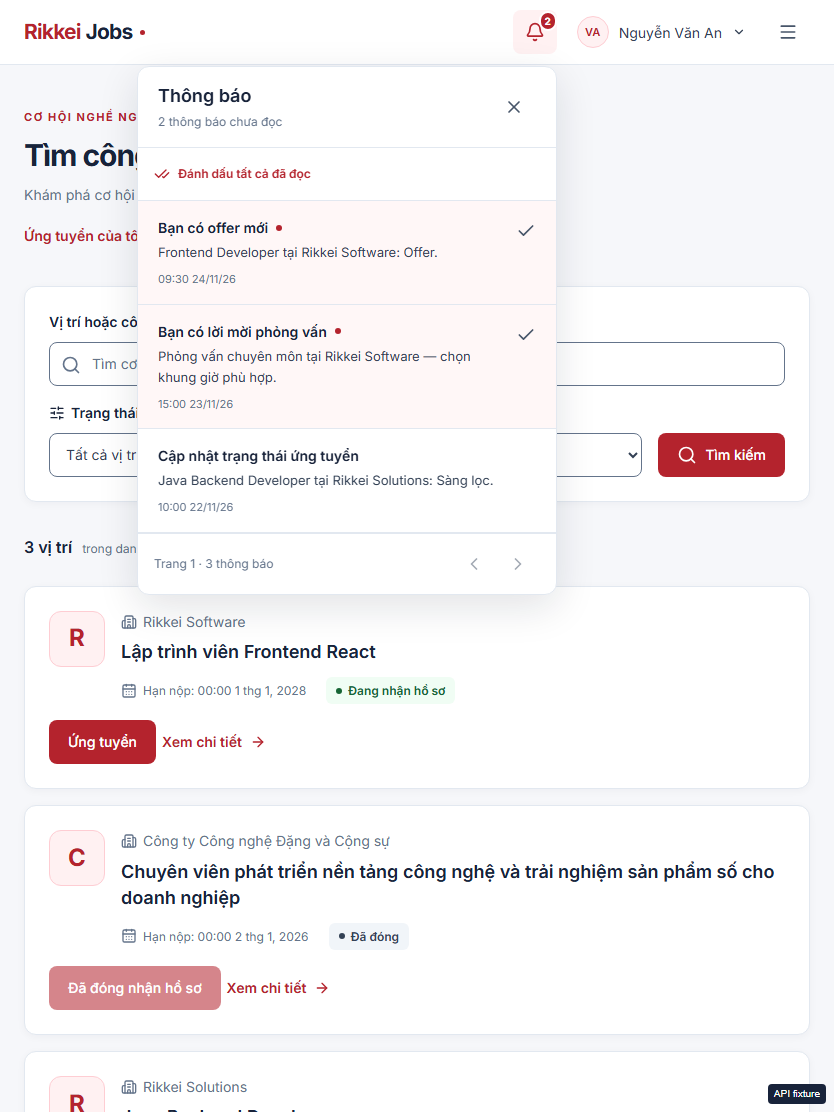 Rikkei Jobs
2
VA
Nguyễn Văn An
Thông báo
2 thông báo chưa đọc
Đánh dấu tất cả đã đọc
Bạn có offer mới
Frontend Developer tại Rikkei Software: Offer.
09:30 24/11/26
Bạn có lời mời phỏng vấn
Phỏng vấn chuyên môn tại Rikkei Software — chọn
khung giờ phù hợp.
15:00 23/11/26
Cập nhật trạng thái ứng tuyển
Java Backend Developer tại Rikkei Solutions: Sàng lọc.
10:00 22/11/26
Trang 1 · 3 thông báo
CƠ HỘI NGHỀ NG
Tìm công
Khám phá cơ hội
Ứng tuyển của tô
Vị trí hoặc cô
Tìm cơ
Trạng thái
Tất cả vị tr
Tìm kiếm
3 vị trí trong dan
R
Rikkei Software
Lập trình viên Frontend React
Hạn nộp: 00:00 1 thg 1, 2028
Đang nhận hồ sơ
Ứng tuyển
Xem chi tiết
C
Công ty Công nghệ Đặng và Cộng sự
Chuyên viên phát triển nền tảng công nghệ và trải nghiệm sản phẩm số cho
doanh nghiệp
Hạn nộp: 00:00 2 thg 1, 2026
Đã đóng
Đã đóng nhận hồ sơ
Xem chi tiết
R
Rikkei Solutions
API fixture